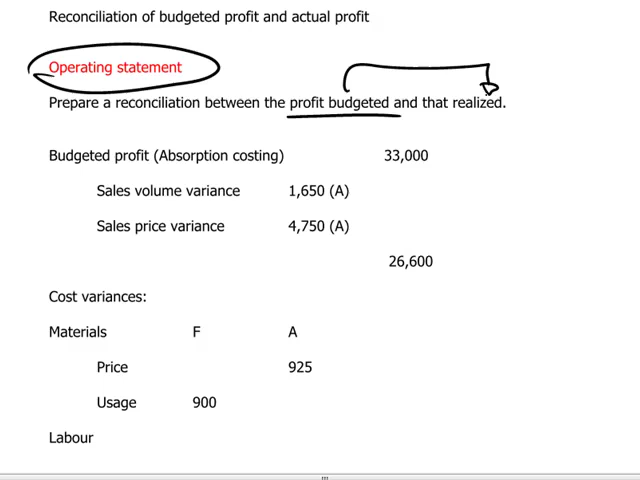 Reconciliation of budgeted profit and actual profit
Operating statement
Prepare a reconciliation between the profit budgeted and that realized.
Budgeted profit (Absorption costing) 33,000
Sales volume variance 1,650 (A)
Sales price variance 4,750 (A)
26,600
Cost variances:
Materials F A
Price 925
Usage 900
Labour